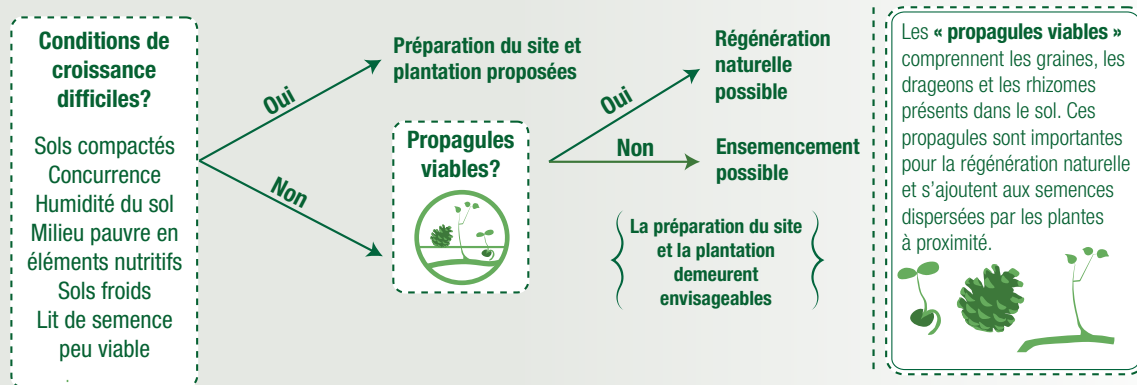 Conditions de
croissance
difficiles?
Sols compactés
Concurrence
Humidité du sol
Milieu pauvre en
éléments nutritifs
Sols froids
Lit de semence
peu viable
Oui
Non
Préparation du site et
plantation proposées
Propagules
viables?
Oui
Non
Régénération
naturelle
possible
Ensemencement
possible
La préparation du site
et la plantation
demeurent
envisageables
Les « propagules viables »
comprennent les graines, les
drageons et les rhizomes
présents dans le sol. Ces
propagules sont importantes
pour la régénération naturelle
et s’ajoutent aux semences
dispersées par les plantes
à proximité.